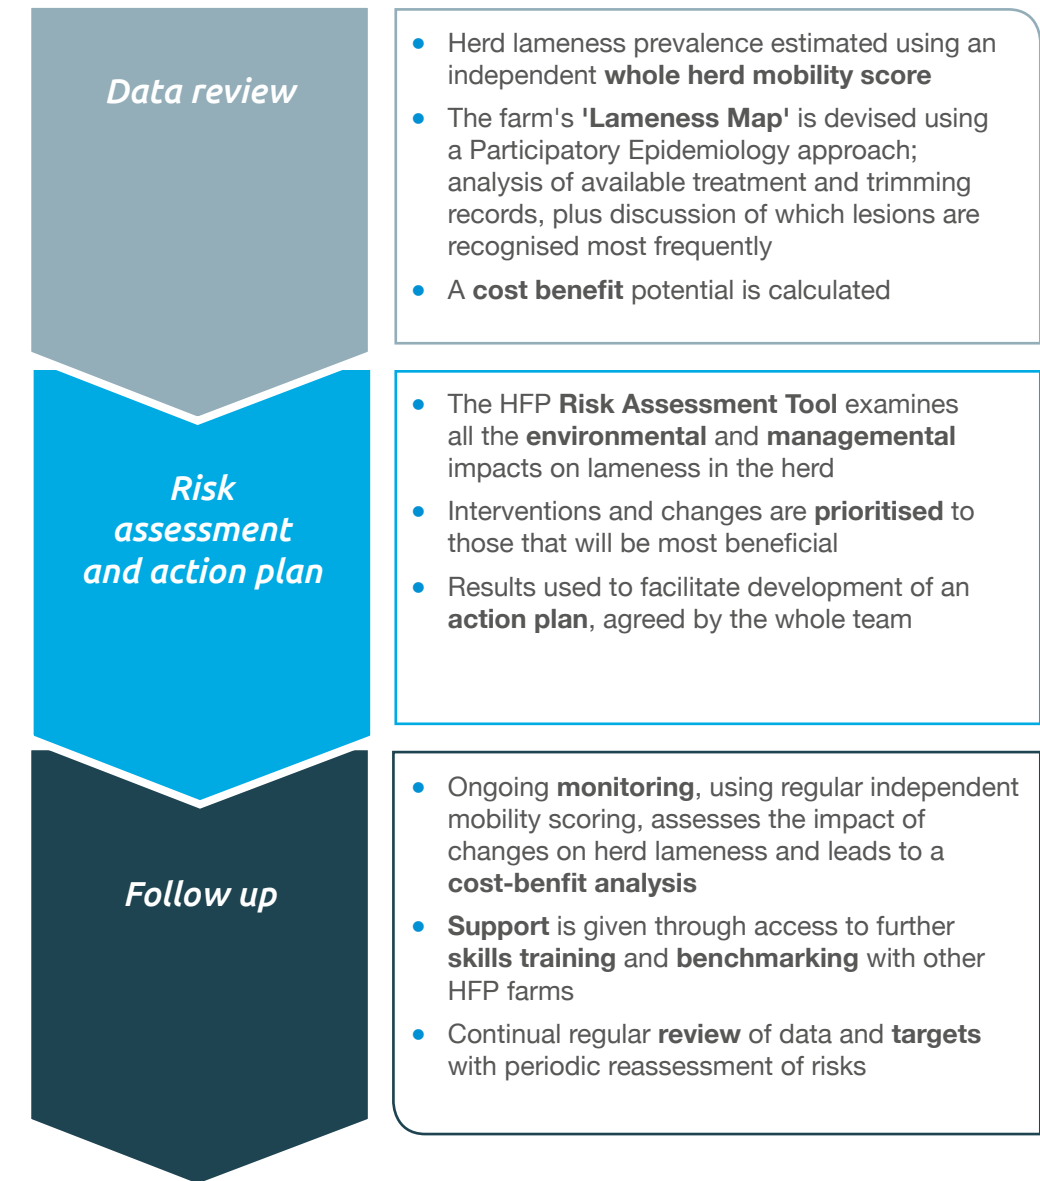 Data review
• Herd lameness prevalence estimated using an
independent whole herd mobility score
• The farm's 'Lameness Map' is devised using
a Participatory Epidemiology approach;
analysis of available treatment and trimming
records, plus discussion of which lesions are
recognised most frequently
• A cost benefit potential is calculated
Risk
assessment
and action plan
• The HFP Risk Assessment Tool examines
all the environmental and managemental
impacts on lameness in the herd
• Interventions and changes are prioritised to
those that will be most beneficial
• Results used to facilitate development of an
action plan, agreed by the whole team
Follow up
• Ongoing monitoring, using regular independent
mobility scoring, assesses the impact of
changes on herd lameness and leads to a
cost-benfit analysis
• Support is given through access to further
skills training and benchmarking with other
HFP farms
• Continual regular review of data and targets
with periodic reassessment of risks